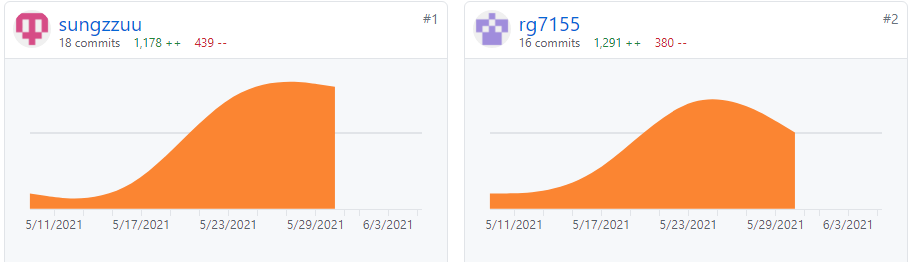 sungzzuu #1
18 commits 1,178 ++ 439 --
5/11/2021 5/17/2021 5/23/2021 5/29/2021 6/3/2021
rg7155 #2
16 commits 1,291 ++ 380 --
5/11/2021 5/17/2021 5/23/2021 5/29/2021 6/3/2021